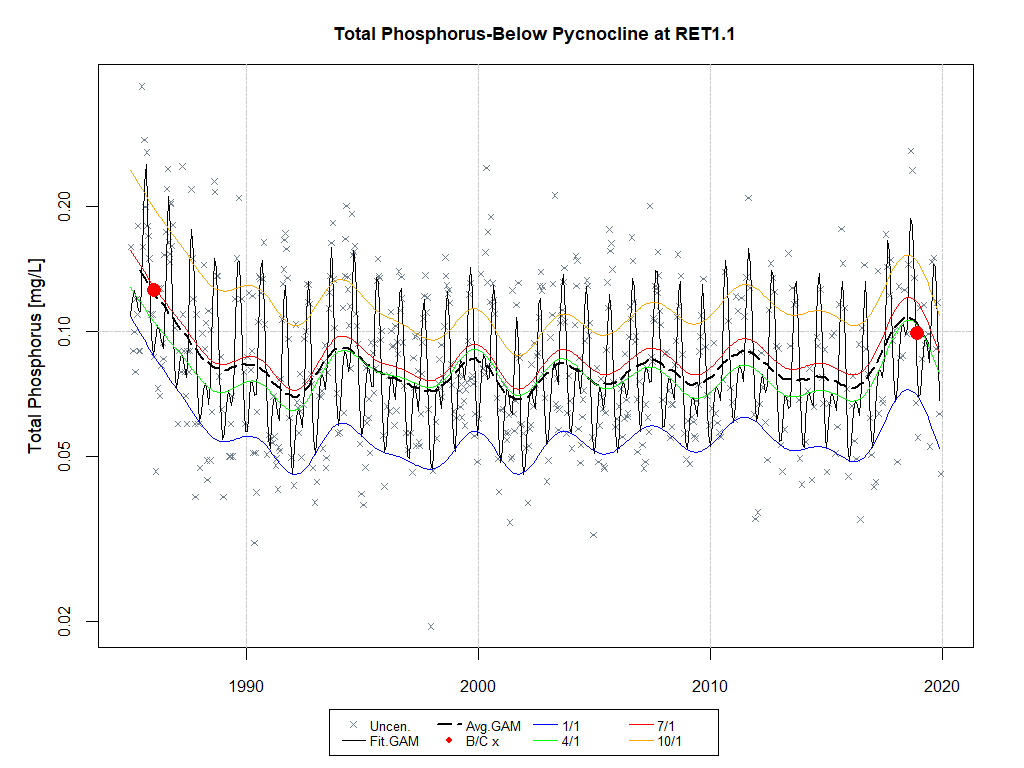 Total Phosphorus-Below Pycnocline at RET1.1
Total Phosphorus [mg/L]
0.20
0.10
0.05
0.02
1990 2000 2010 2020
Uncen. Avg.GAM 1/1 7/1
Fit.GAM B/C x 4/1 10/1